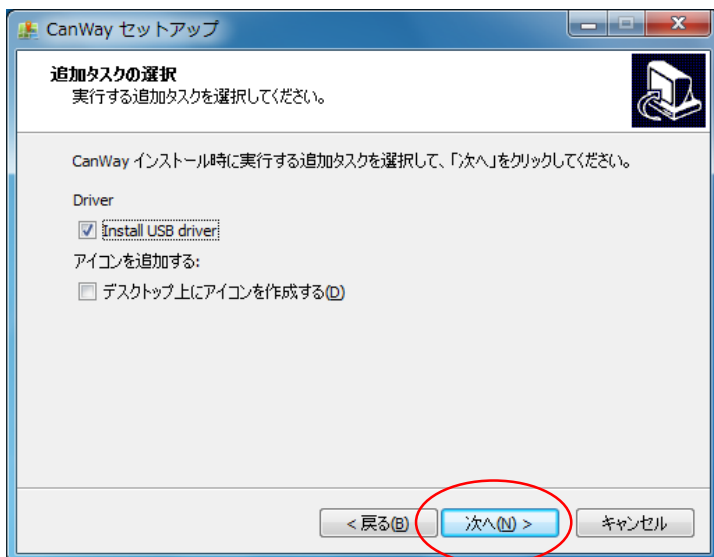 CanWay セットアップ
追加タスクの選択
実行する追加タスクを選択してください。
CanWay インストール時に実行する追加タスクを選択して、「次へ」をクリックしてください。
Driver
Install USB driver
アイコンを追加する:
デスクトップ上にアイコンを作成する(D)
< 戻る(B) 次へ(N) > キャンセル